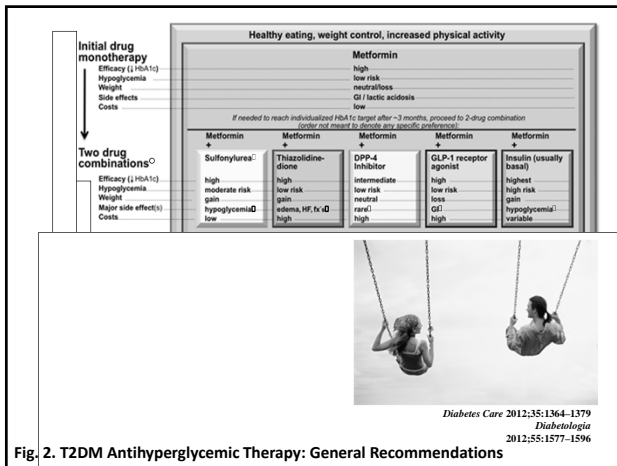 Healthy eating, weight control, increased physical activity
Initial drug
monotherapy
Metformin
Efficacy (↓ HbA1c) high
Hypoglycemia low risk
Weight neutral/loss
Side effects GI / lactic acidosis
Costs low
If needed to reach individualized HbA1c target after ~3 months, proceed to 2-drug combination
(order not meant to denote any specific preference):
Two drug
combinations
Metformin Metformin Metformin Metformin Metformin
+ + + + +
Sulfonylurea Thiazolidine- DPP-4 GLP-1 receptor Insulin (usually
dione Inhibitor agonist basal)
Efficacy (↓ HbA1c) high high intermediate high highest
Hypoglycemia moderate risk low risk low risk low risk high risk
Weight gain gain neutral loss gain
Major side effect(s) hypoglycemia edema, HF, fx's rare GI hypoglycemia
Costs low high high high variable
Diabetes Care 2012;35:1364–1379
Diabetologia
2012;55:1577–1596
Fig. 2. T2DM Antihyperglycemic Therapy: General Recommendations